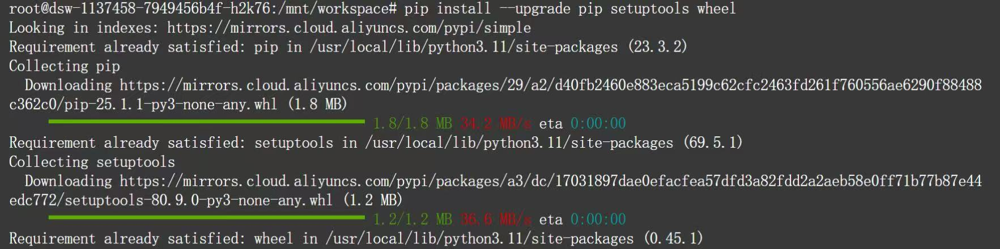 root@dsw-1137458-7949456b4f-h2k76:/mnt/workspace# pip install --upgrade pip setuptools wheel
Looking in indexes: https://mirrors.cloud.aliyuncs.com/pypi/simple
Requirement already satisfied: pip in /usr/local/lib/python3.11/site-packages (23.3.2)
Collecting pip
  Downloading https://mirrors.cloud.aliyuncs.com/pypi/packages/29/a2/d40fb2460e883eca5199c62cfc2463fd261f760556ae6290f88488
c362c0/pip-25.1.1-py3-none-any.whl (1.8 MB)
1.8/1.8 MB 34.2 MB/s eta 0:00:00
Requirement already satisfied: setuptools in /usr/local/lib/python3.11/site-packages (69.5.1)
Collecting setuptools
  Downloading https://mirrors.cloud.aliyuncs.com/pypi/packages/a3/dc/17031897dae0efacfea57dfd3a82fdd2a2aeb58e0ff71b77b87e44
edc772/setuptools-80.9.0-py3-none-any.whl (1.2 MB)
1.2/1.2 MB 36.6 MB/s eta 0:00:00
Requirement already satisfied: wheel in /usr/local/lib/python3.11/site-packages (0.45.1)